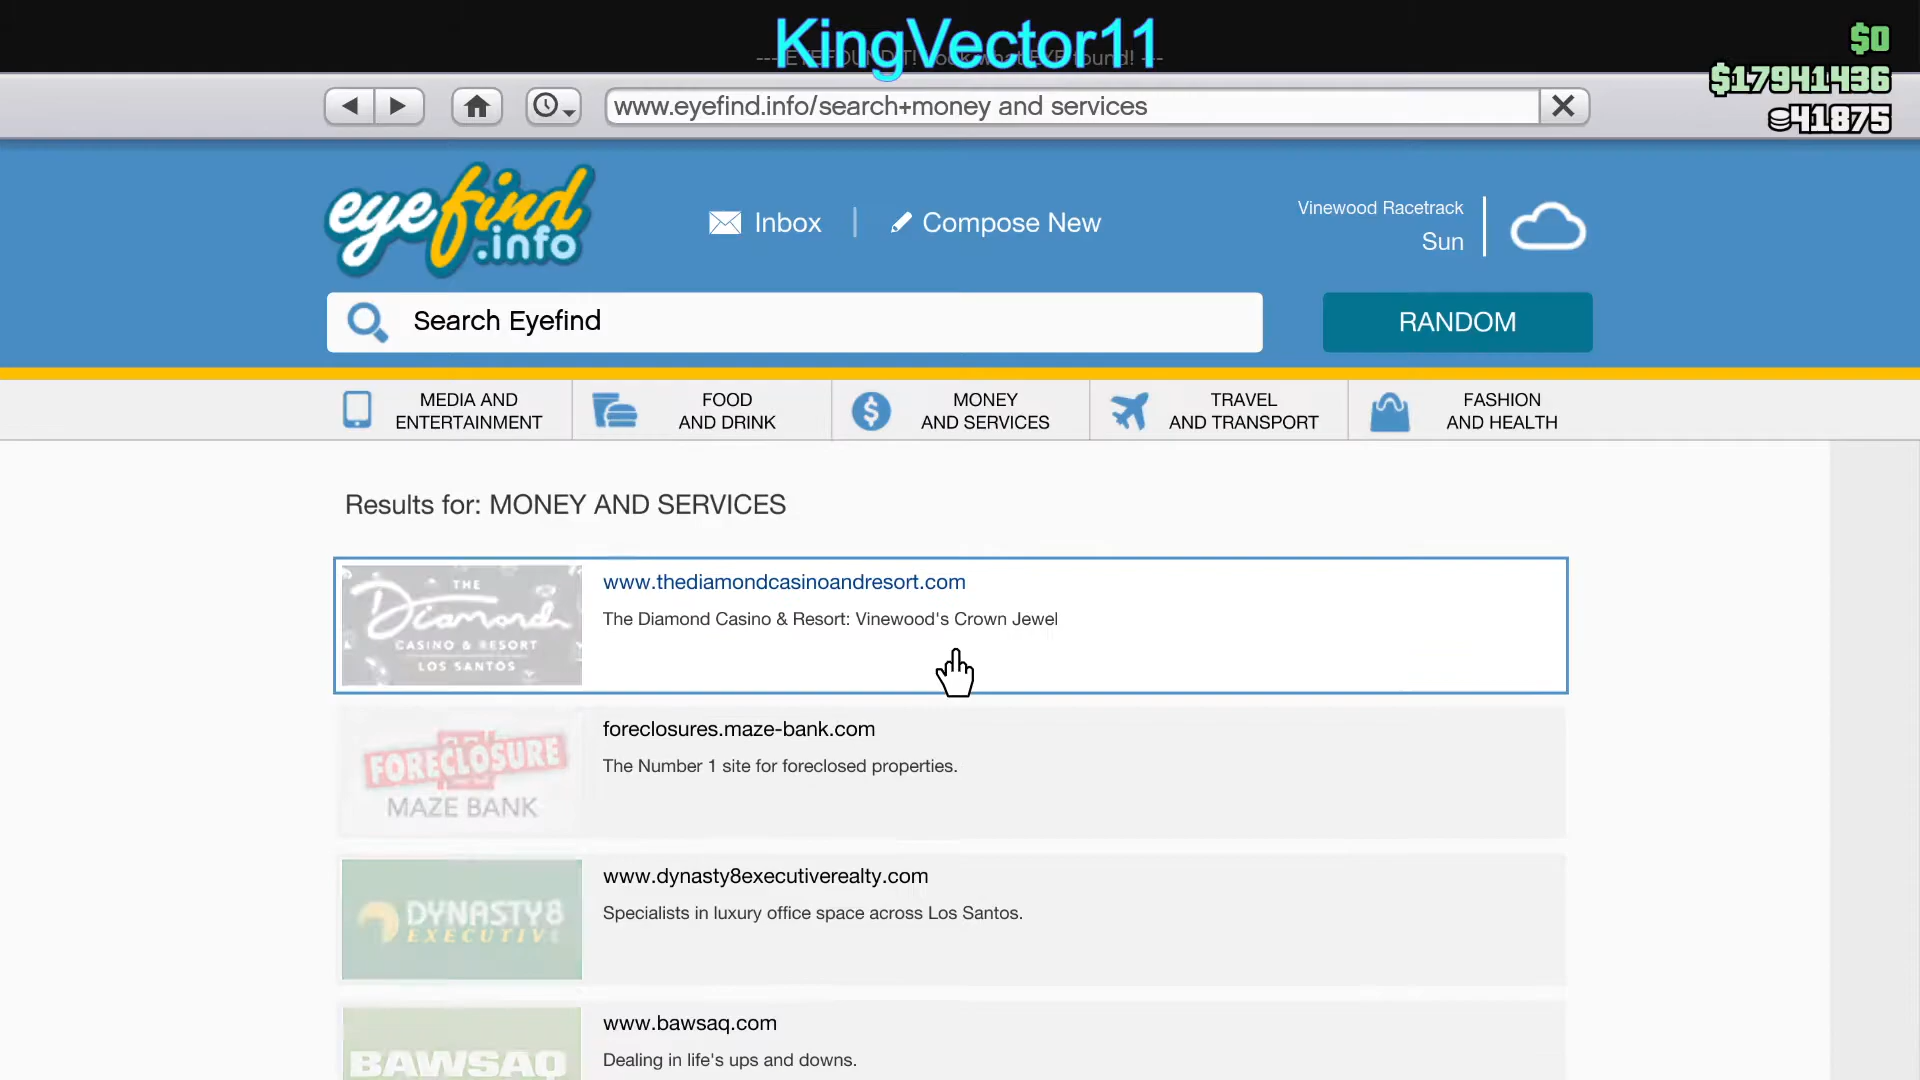 KingVector11
$0
$17941436
41875
www.eyefind.info/search+money and services
eyefind
.info
Inbox
Compose New
Vinewood Racetrack
Sun
Search Eyefind
RANDOM
MEDIA AND
ENTERTAINMENT
FOOD
AND DRINK
MONEY
AND SERVICES
TRAVEL
AND TRANSPORT
FASHION
AND HEALTH
Results for: MONEY AND SERVICES
THE
Diamond
CASINO & RESORT
LOS SANTOS
www.thediamondcasinoandresort.com
The Diamond Casino & Resort: Vinewood's Crown Jewel
FORECLOSURE
MAZE BANK
foreclosures.maze-bank.com
The Number 1 site for foreclosed properties.
DYNASTY8
EXECUTIV
www.dynasty8executiverealty.com
Specialists in luxury office space across Los Santos.
BAWSAQ
www.bawsaq.com
Dealing in life's ups and downs.